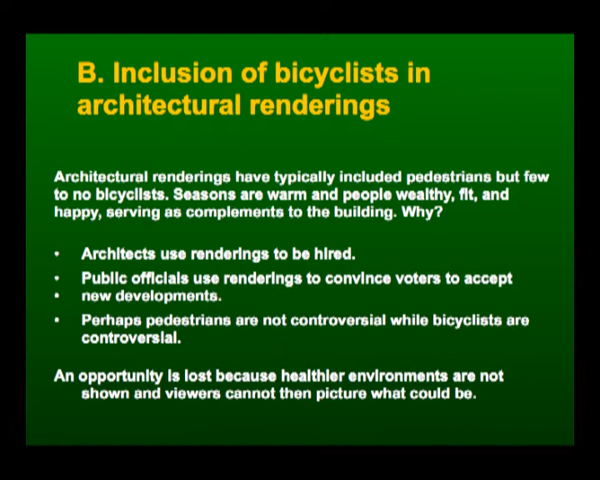 B. Inclusion of bicyclists in
architectural renderings
Architectural renderings have typically included pedestrians but few
to no bicyclists. Seasons are warm and people wealthy, fit, and
happy, serving as complements to the building. Why?
• Architects use renderings to be hired.
• Public officials use renderings to convince voters to accept
• new developments.
• Perhaps pedestrians are not controversial while bicyclists are
controversial.
An opportunity is lost because healthier environments are not
shown and viewers cannot then picture what could be.